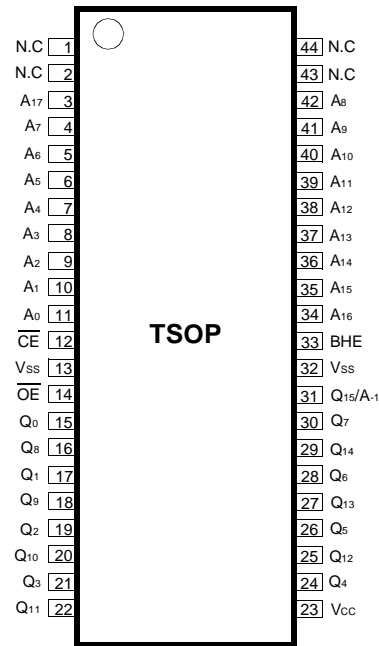 N.C 1 44 N.C
N.C 2 43 N.C
A17 3 42 A8
A7 4 41 A9
A6 5 40 A10
A5 6 39 A11
A4 7 38 A12
A3 8 37 A13
A2 9 36 A14
A1 10 35 A15
A0 11 34 A16
C̅E̅ 12 33 BHE
VSS 13 32 VSS
O̅E̅ 14 31 Q15/A-1
Q0 15 30 Q7
Q8 16 29 Q14
Q1 17 28 Q6
Q9 18 27 Q13
Q2 19 26 Q5
Q10 20 25 Q12
Q3 21 24 Q4
Q11 22 23 VCC
TSOP